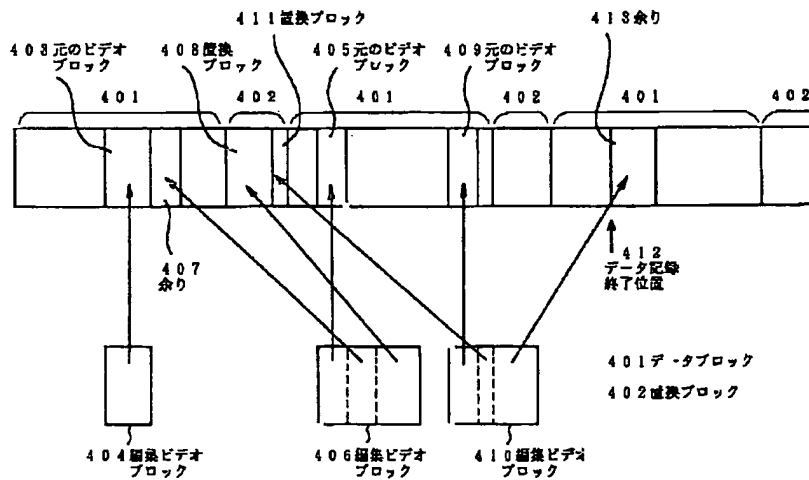 411置換ブロック
413余り
403元のビデオ
ブロック
408置換
ブロック
405元のビデオ
ブロック
409元のビデオ
ブロック
401
402
401
402
401
402
407
余り
412
データ記録
終了位置
401データブロック
402置換ブロック
404編集ビデオ
ブロック
406編集ビデオ
ブロック
410編集ビデオ
ブロック